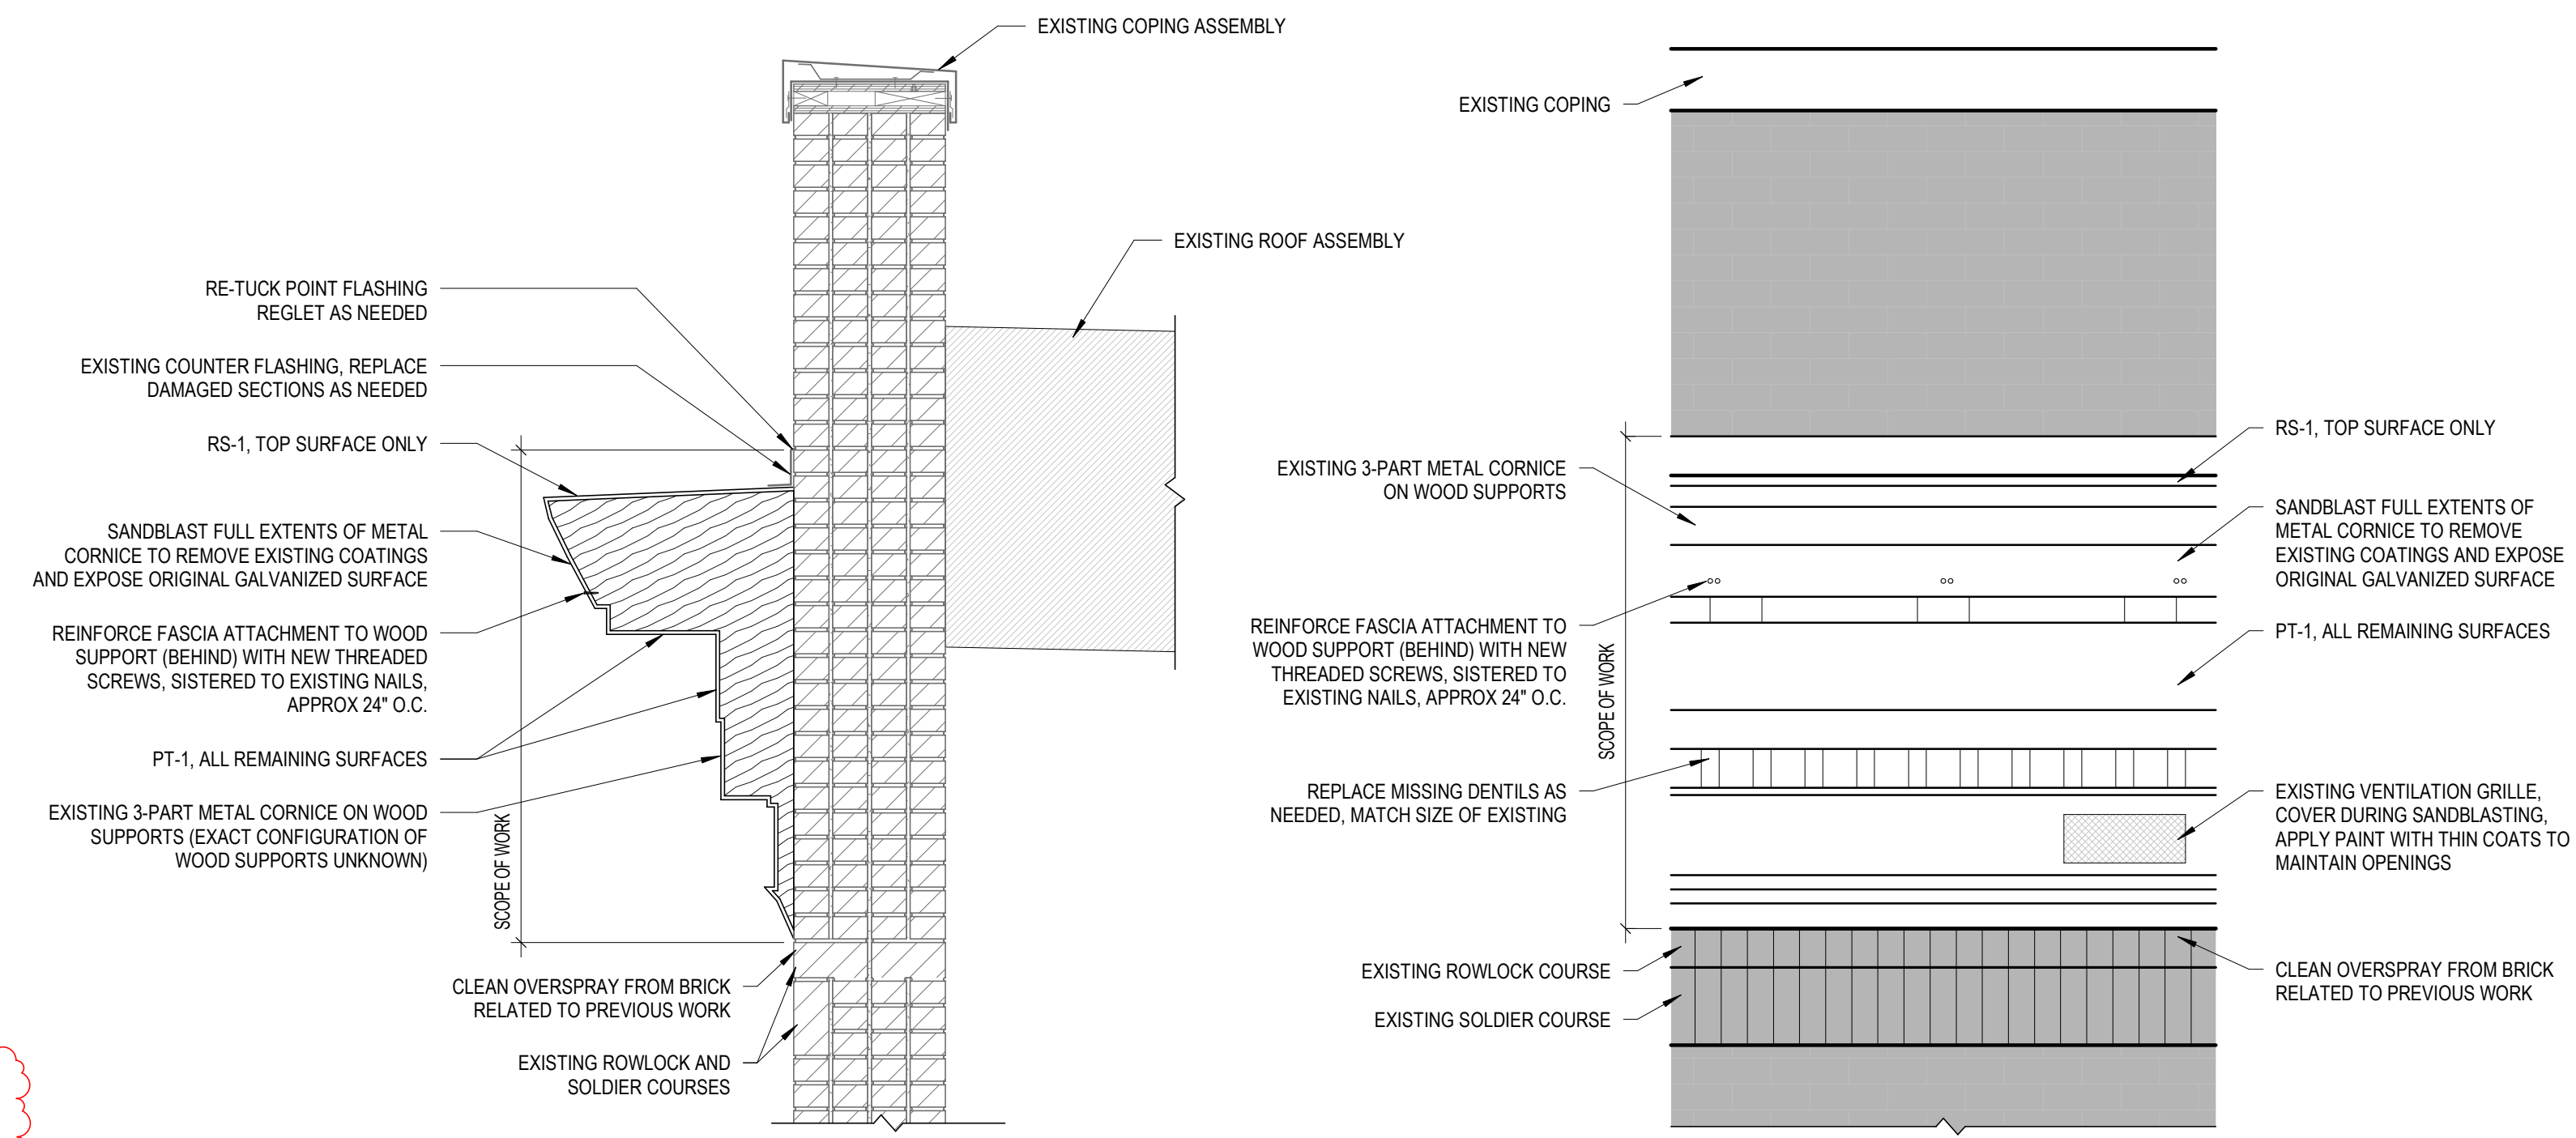 EXISTING COPING ASSEMBLY
EXISTING ROOF ASSEMBLY
RE-TUCK POINT FLASHING
REGLET AS NEEDED
EXISTING COUNTER FLASHING, REPLACE
DAMAGED SECTIONS AS NEEDED
RS-1, TOP SURFACE ONLY
SANDBLAST FULL EXTENTS OF METAL
CORNICE TO REMOVE EXISTING COATINGS
AND EXPOSE ORIGINAL GALVANIZED SURFACE
REINFORCE FASCIA ATTACHMENT TO WOOD
SUPPORT (BEHIND) WITH NEW THREADED
SCREWS, SISTERED TO EXISTING NAILS,
APPROX 24" O.C.
PT-1, ALL REMAINING SURFACES
EXISTING 3-PART METAL CORNICE ON WOOD
SUPPORTS (EXACT CONFIGURATION OF
WOOD SUPPORTS UNKNOWN)
SCOPE OF WORK
CLEAN OVERSPRAY FROM BRICK
RELATED TO PREVIOUS WORK
EXISTING ROWLOCK AND
SOLDIER COURSES
EXISTING COPING
EXISTING 3-PART METAL CORNICE
ON WOOD SUPPORTS
REINFORCE FASCIA ATTACHMENT TO
WOOD SUPPORT (BEHIND) WITH NEW
THREADED SCREWS, SISTERED TO
EXISTING NAILS, APPROX 24" O.C.
SCOPE OF WORK
REPLACE MISSING DENTILS AS
NEEDED, MATCH SIZE OF EXISTING
EXISTING ROWLOCK COURSE
EXISTING SOLDIER COURSE
RS-1, TOP SURFACE ONLY
SANDBLAST FULL EXTENTS OF
METAL CORNICE TO REMOVE
EXISTING COATINGS AND EXPOSE
ORIGINAL GALVANIZED SURFACE
PT-1, ALL REMAINING SURFACES
EXISTING VENTILATION GRILLE,
COVER DURING SANDBLASTING,
APPLY PAINT WITH THIN COATS TO
MAINTAIN OPENINGS
CLEAN OVERSPRAY FROM BRICK
RELATED TO PREVIOUS WORK